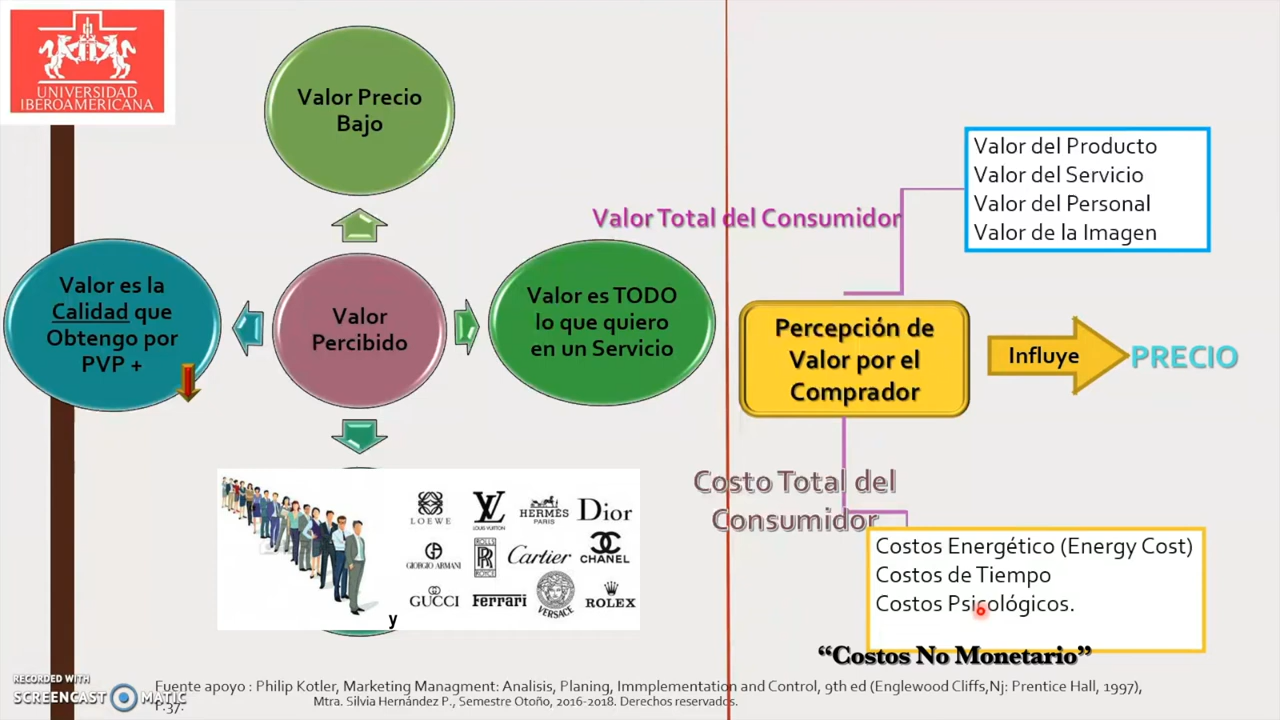 UNIVERSIDAD
IBEROAMERICANA
Valor Precio
Bajo
Valor es la
Calidad que
Obtengo por
PVP +
Valor
Percibido
Valor es TODO
lo que quiero
en un Servicio
LOEWE
LOUIS VUITTON
HERMÈS
PARIS
Dior
GIORGIO ARMANI
ROLLS
RR
ROYCE
Cartier
CHANEL
GUCCI
Ferrari
VERSACE
ROLEX
y
Valor Total del Consumidor
Valor del Producto
Valor del Servicio
Valor del Personal
Valor de la Imagen
Percepción de
Valor por el
Comprador
Influye
PRECIO
Costo Total del
Consumidor
Costos Energético (Energy Cost)
Costos de Tiempo
Costos Psicológicos.
“Costos No Monetario”
RECORDED WITH
SCREENCAST MATIC
Fuente apoyo : Philip Kotler, Marketing Managment: Analisis, Planing, Immplementation and Control, 9th ed (Englewood Cliffs,Nj: Prentice Hall, 1997),
P.37.
Mtra. Silvia Hernández P., Semestre Otoño, 2016-2018. Derechos reservados.